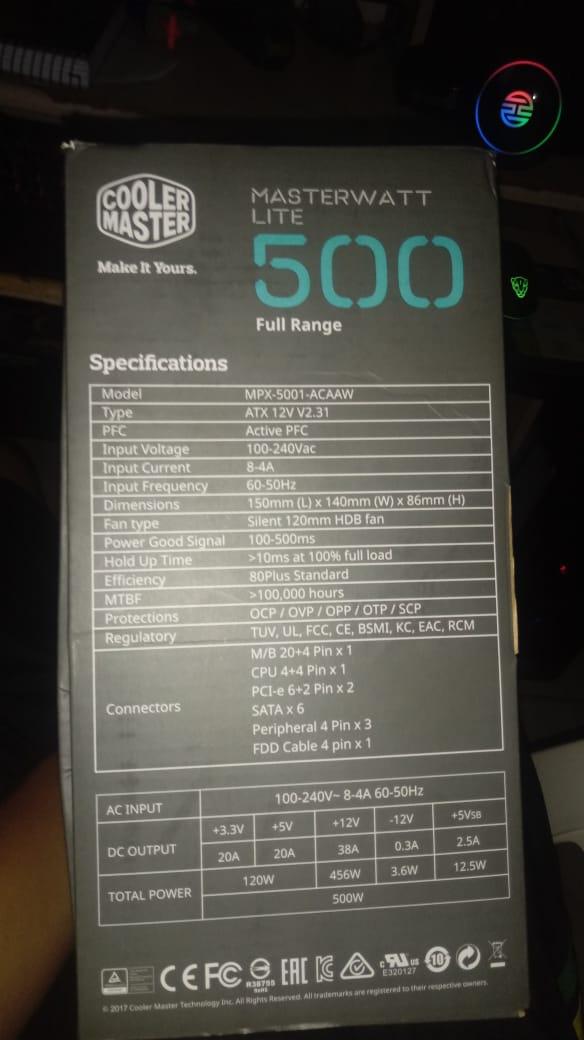 COOLER
MASTER
Make It Yours.
MASTERWATT
LITE
500
Full Range
Specifications
Model MPX-5001-ACAAW
Type ATX 12V V2.31
PFC Active PFC
Input Voltage 100-240Vac
Input Current 8-4A
Input Frequency 60-50Hz
Dimensions 150mm (L) x 140mm (W) x 86mm (H)
Fan type Silent 120mm HDB fan
Power Good Signal 100-500ms
Hold Up Time >10ms at 100% full load
Efficiency 80Plus Standard
MTBF >100,000 hours
Protections OCP / OVP / OPP / OTP / SCP
Regulatory TUV, UL, FCC, CE, BSMI, KC, EAC, RCM
Connectors
M/B 20+4 Pin x 1
CPU 4+4 Pin x 1
PCI-e 6+2 Pin x 2
SATA x 6
Peripheral 4 Pin x 3
FDD Cable 4 pin x 1
AC INPUT 100-240V~ 8-4A 60-50Hz
DC OUTPUT +3.3V +5V +12V -12V +5VSB
20A 20A 38A 0.3A 2.5A
TOTAL POWER 120W 456W 3.6W 12.5W
500W
CE FC EAC c UL us 10
R38795
RoHS
E320127
© 2017 Cooler Master Technology Inc. All Rights Reserved. All trademarks are registered to their respective owners.